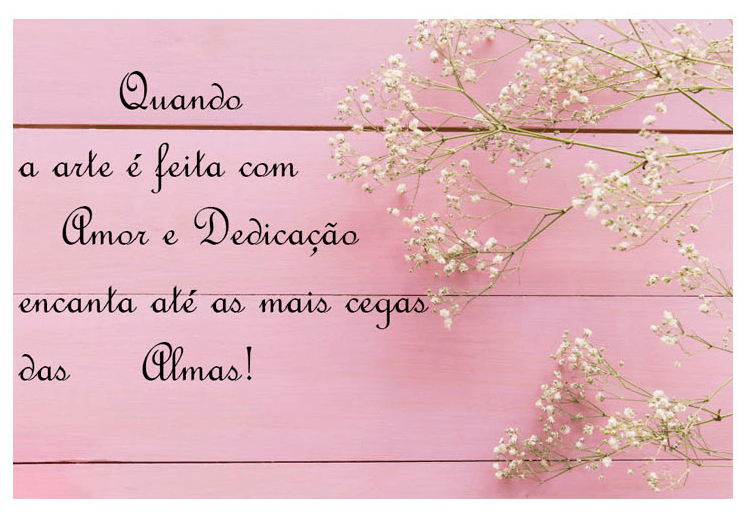 Quando
a arte é feita com
Amor e Dedicação
encanta até as mais cegas
das Almas!